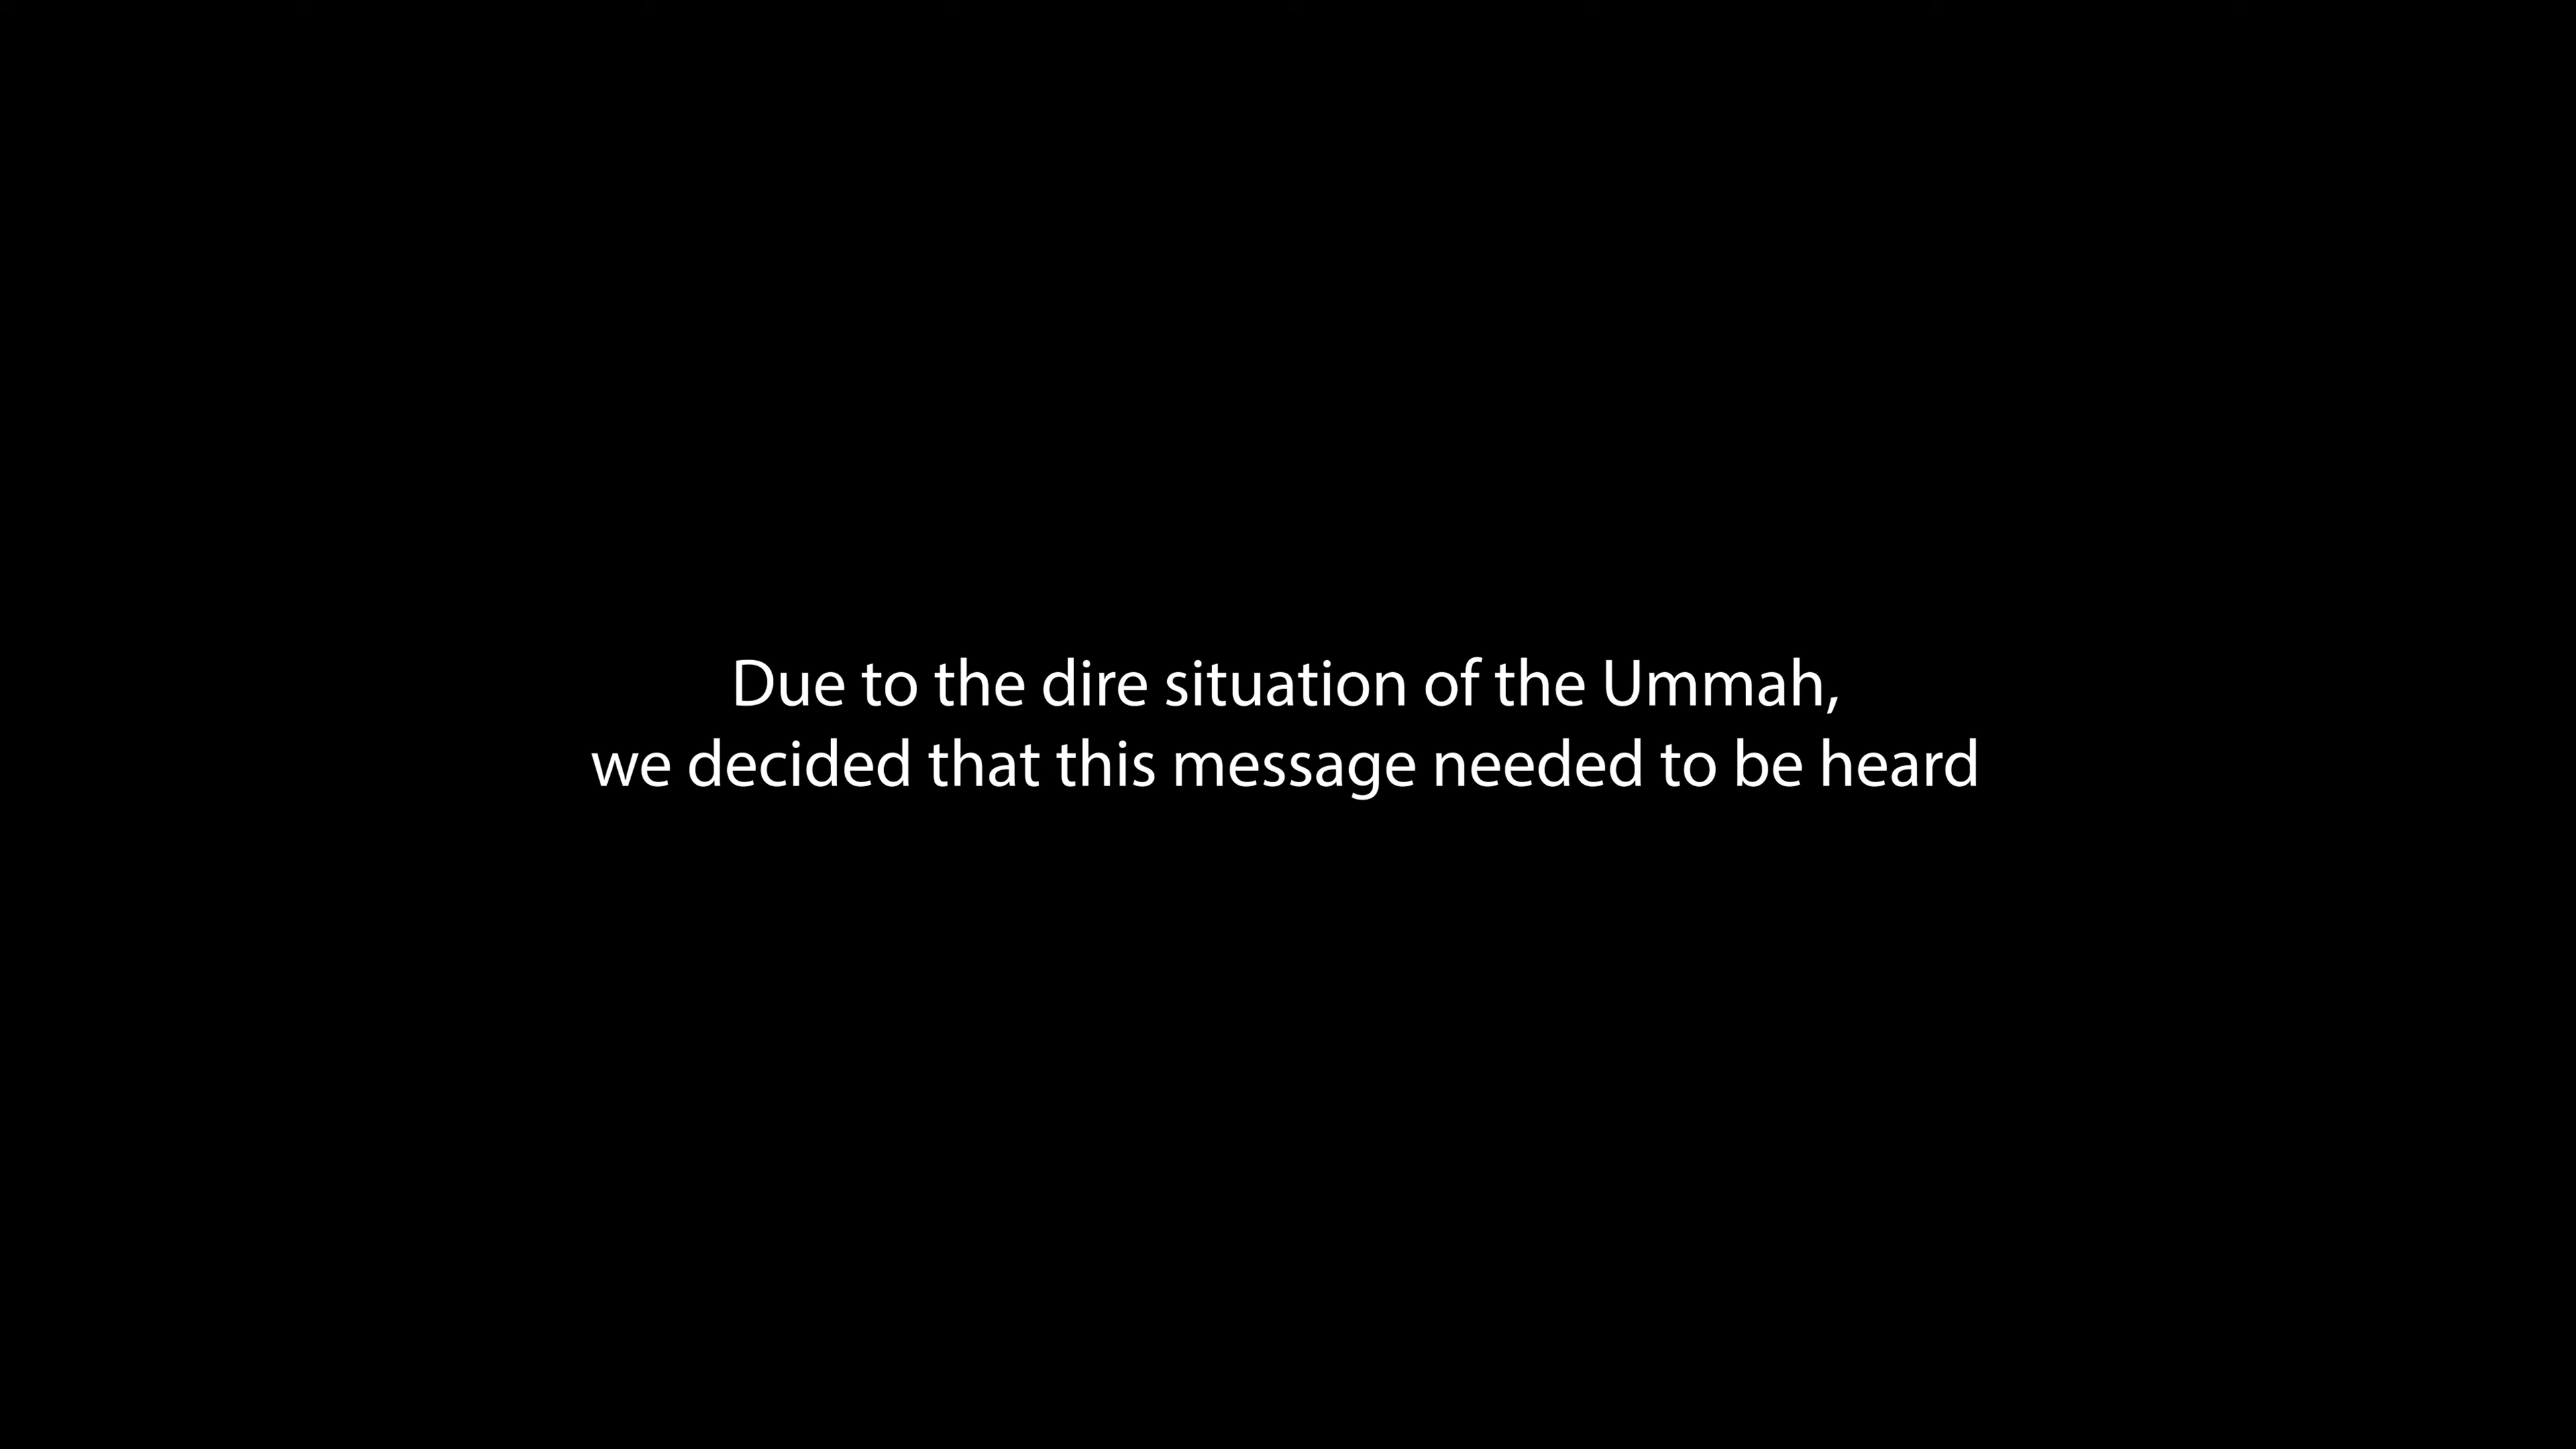 Due to the dire situation of the Ummah,
we decided that this message needed to be heard